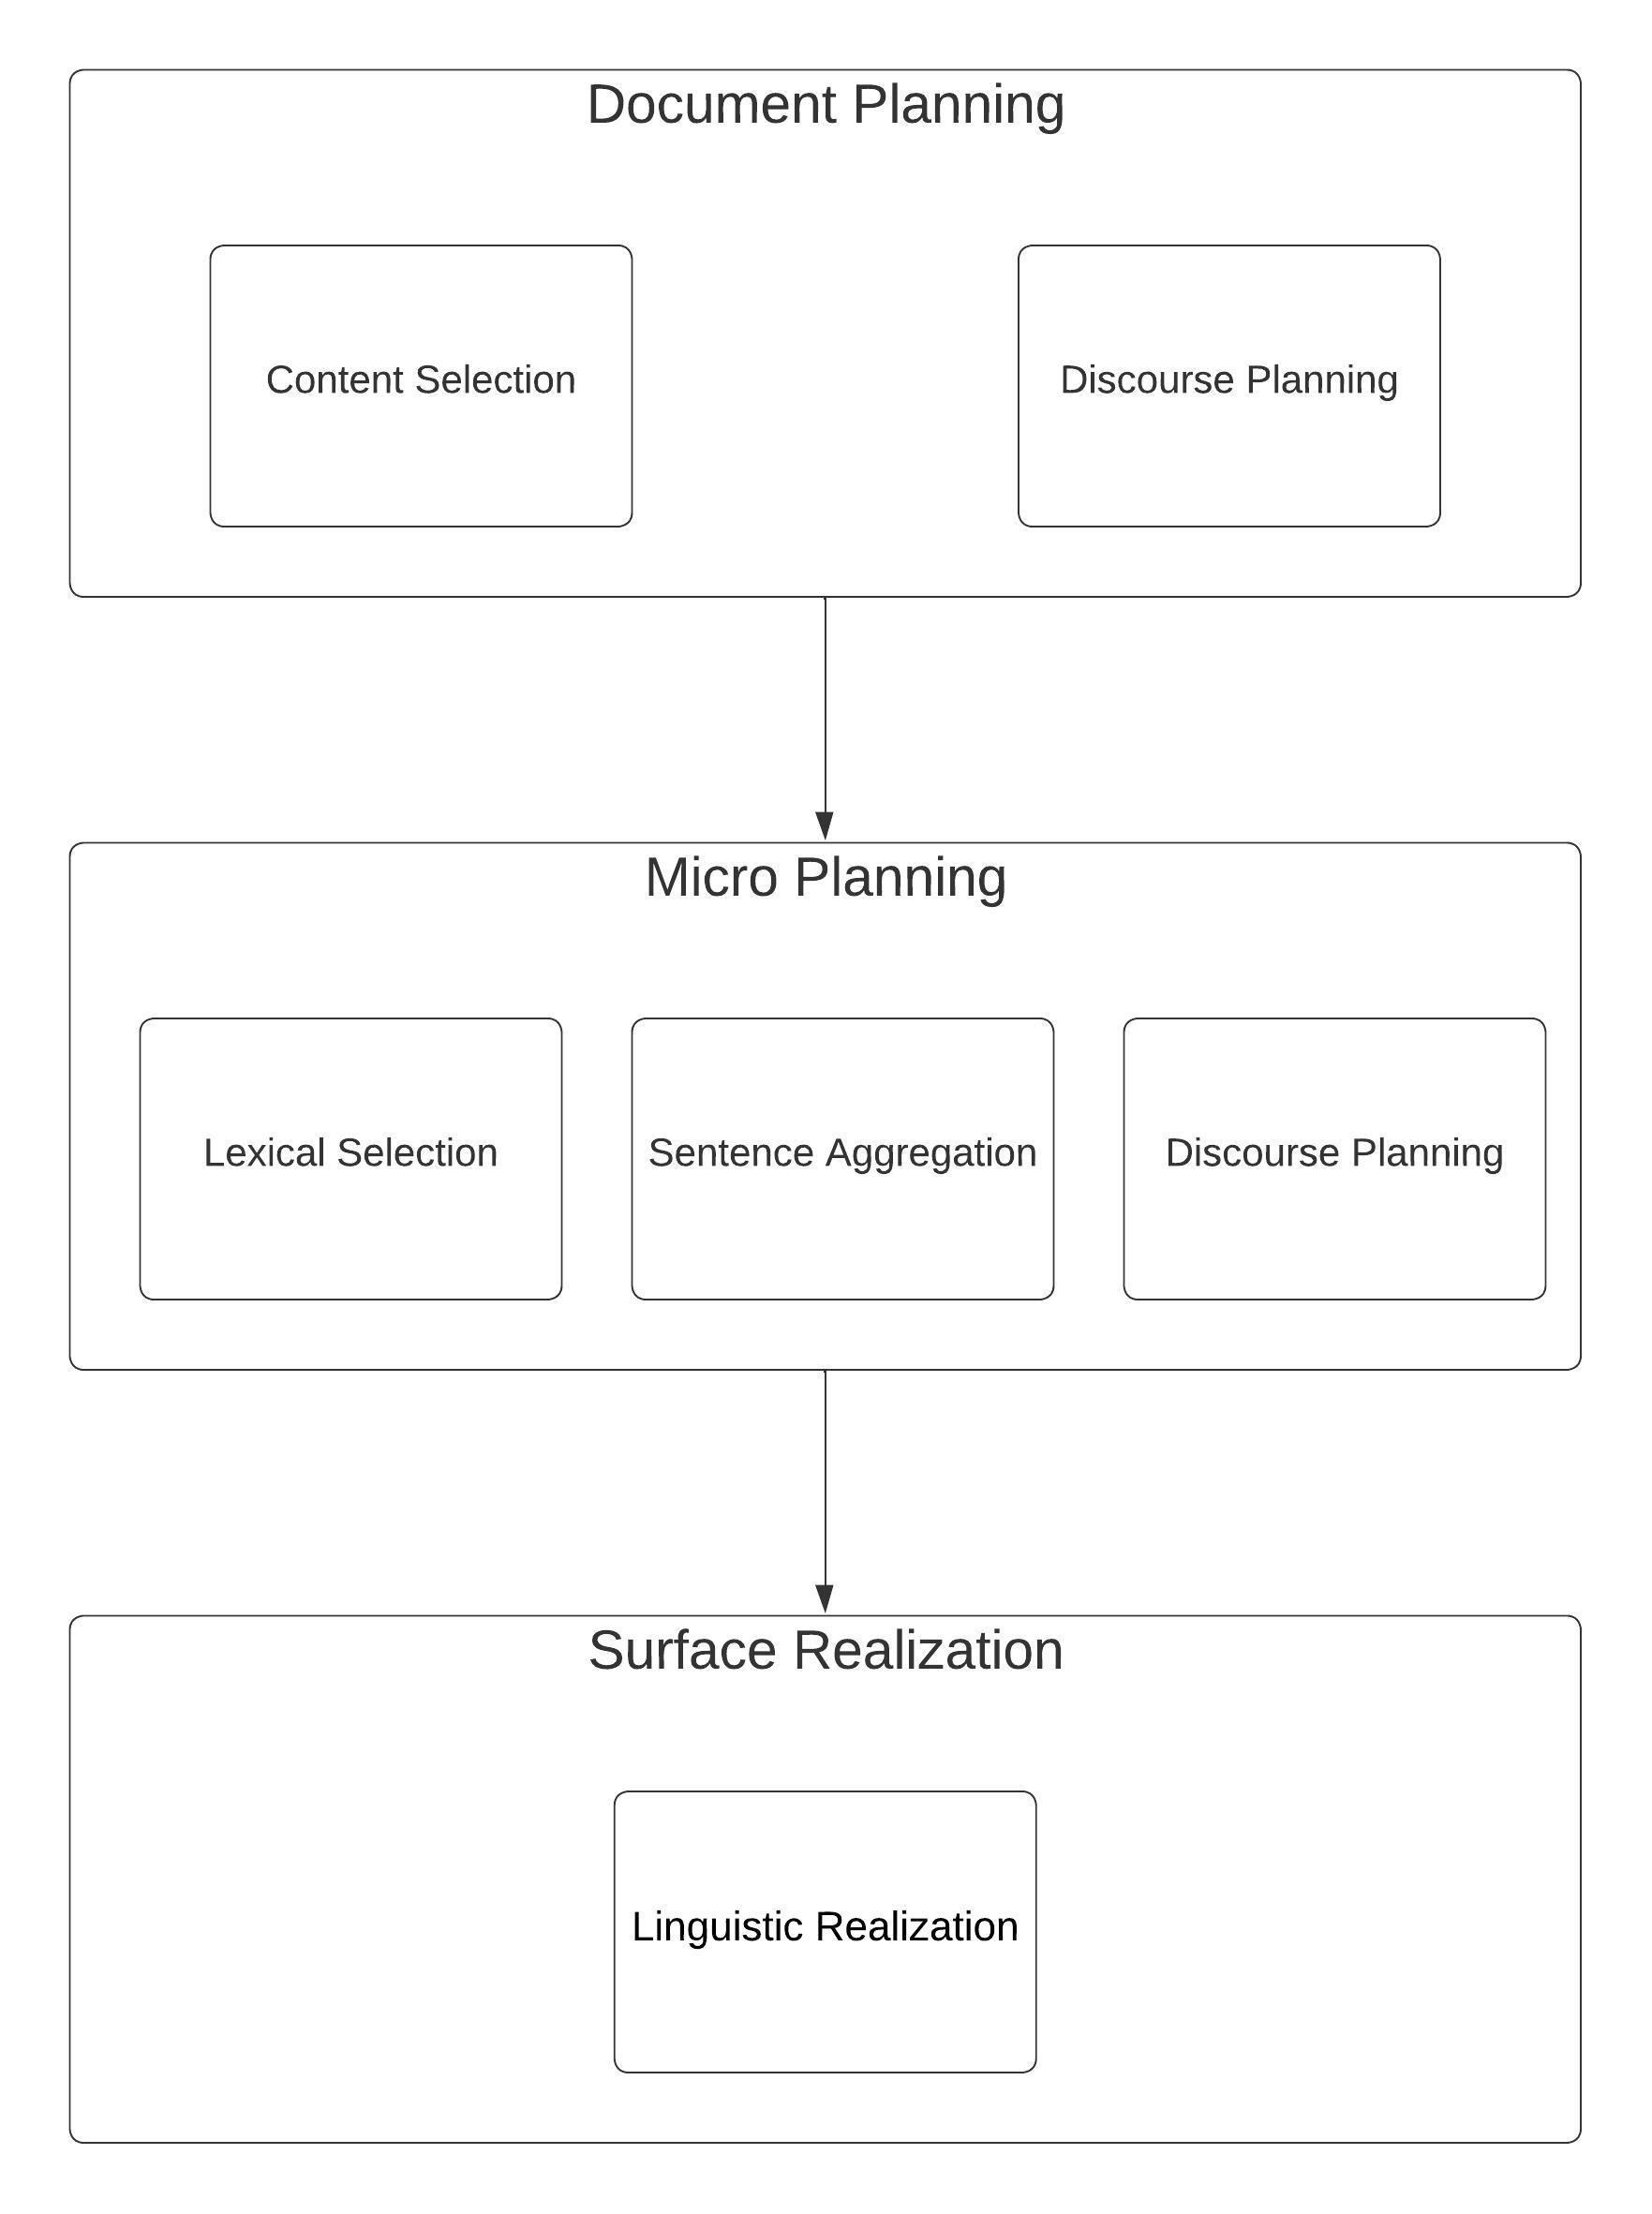 Document Planning
Content Selection
Discourse Planning
Micro Planning
Lexical Selection
Sentence Aggregation
Discourse Planning
Surface Realization
Linguistic Realization